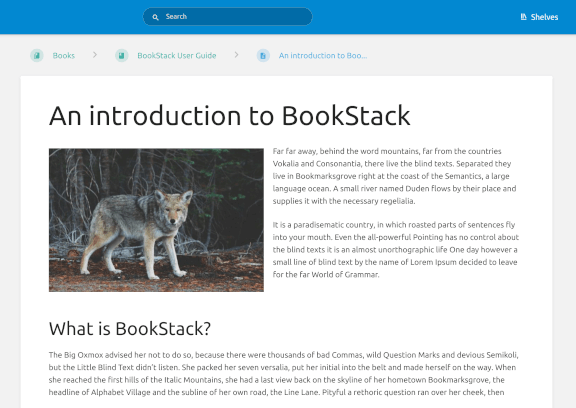 Search
Shelves
Books
BookStack User Guide
An introduction to Boo...
An introduction to BookStack
Far far away, behind the word mountains, far from the countries
Vokalia and Consonantia, there live the blind texts. Separated they
live in Bookmarksgrove right at the coast of the Semantics, a large
language ocean. A small river named Duden flows by their place and
supplies it with the necessary regelialia.
It is a paradisematic country, in which roasted parts of sentences fly
into your mouth. Even the all-powerful Pointing has no control about
the blind texts it is an almost unorthographic life One day however a
small line of blind text by the name of Lorem Ipsum decided to leave
for the far World of Grammar.
What is BookStack?
The Big Oxmox advised her not to do so, because there were thousands of bad Commas, wild Question Marks and devious Semikoli,
but the Little Blind Text didn't listen. She packed her seven versalia, put her initial into the belt and made herself on the way. When
she reached the first hills of the Italic Mountains, she had a last view back on the skyline of her hometown Bookmarksgrove, the
headline of Alphabet Village and the subline of her own road, the Line Lane. Pityful a rethoric question ran over her cheek, then